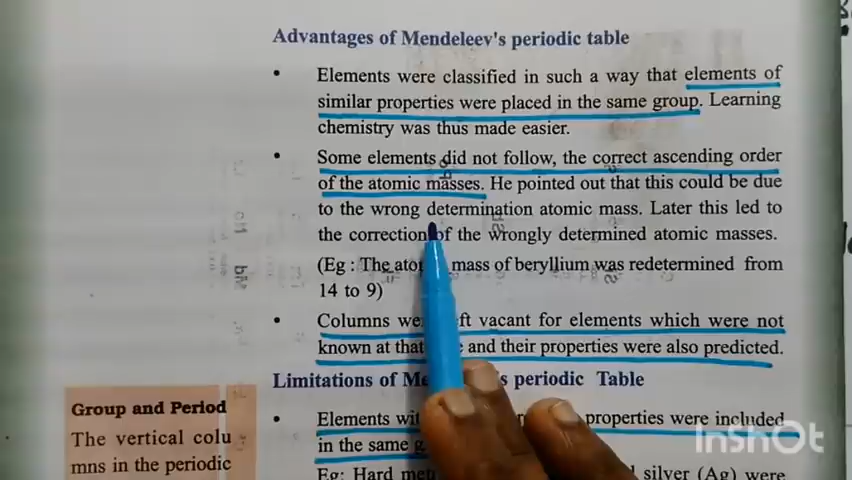 Advantages of Mendeleev's periodic table
• Elements were classified in such a way that elements of
similar properties were placed in the same group. Learning
chemistry was thus made easier.
• Some elements did not follow, the correct ascending order
of the atomic masses. He pointed out that this could be due
to the wrong determination atomic mass. Later this led to
the correction of the wrongly determined atomic masses.
(Eg : The mass of beryllium was redetermined from
14 to 9)
• Columns vacant for elements which were not
known at that and their properties were also predicted.
Limitations of periodic Table
• Elements properties were included
in the same
Eg: Hard silver (Ag) were
Group and Period
The vertical colu
mns in the periodic
InShOt